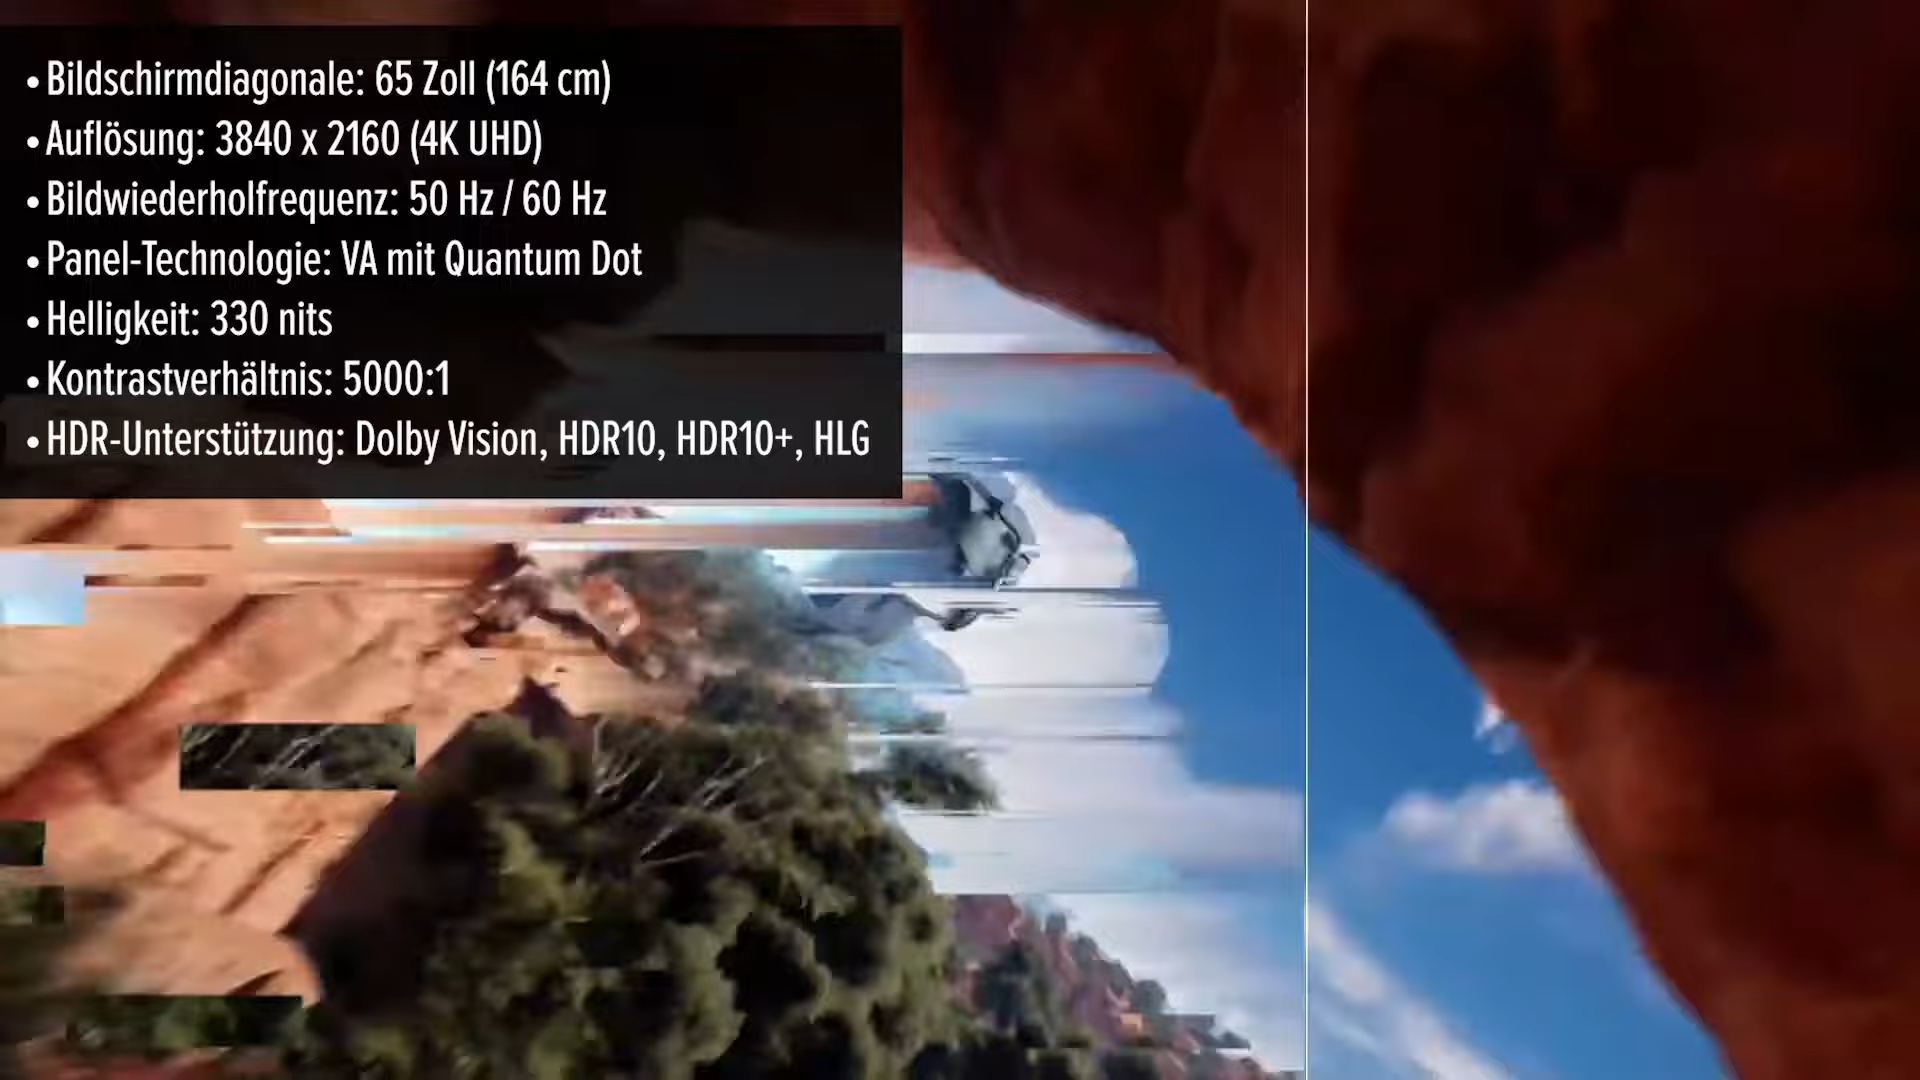 • Bildschirmdiagonale: 65 Zoll (164 cm)
• Auflösung: 3840 x 2160 (4K UHD)
• Bildwiederholfrequenz: 50 Hz / 60 Hz
• Panel-Technologie: VA mit Quantum Dot
• Helligkeit: 330 nits
• Kontrastverhältnis: 5000:1
• HDR-Unterstützung: Dolby Vision, HDR10, HDR10+, HLG